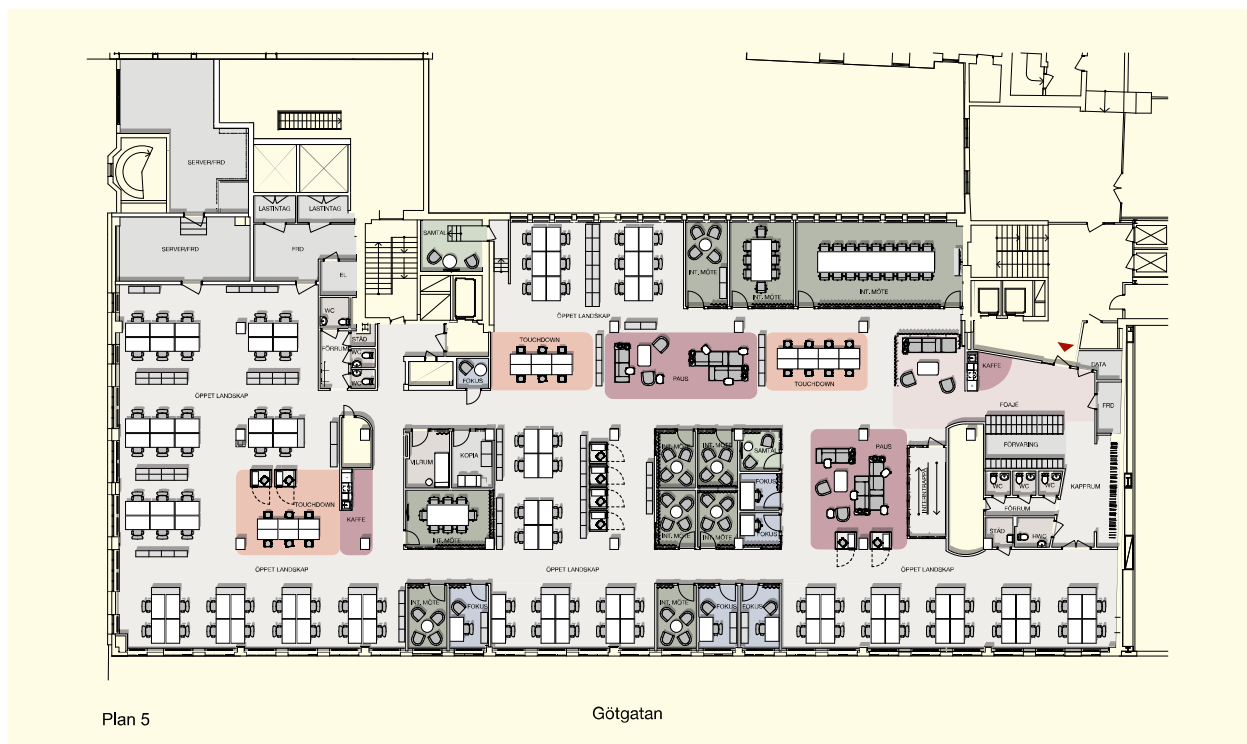 SERVER/FRD
LASTINTAG
LASTINTAG
SERVER/FRD
FRD
EL
SAMTAL
INT. MÖTE
INT. MÖTE
INT. MÖTE
WC
STÄD
FÖRRUM
WC
WC
ÖPPET LANDSKAP
TOUCHDOWN
FOKUS
PAUS
TOUCHDOWN
KAFFE
DATA
FOAJE
FRD
ÖPPET LANDSKAP
VILRUM
KOPIA
INT. MÖTE
INT. MÖTE
SAMTAL
FOKUS
PAUS
INTERNTRAPPA
FÖRVARING
WC
WC
WC
KAPPRUM
FÖRRUM
TOUCHDOWN
KAFFE
INT. MÖTE
INT. MÖTE
INT. MÖTE
FOKUS
STÄD
HWC
ÖPPET LANDSKAP
ÖPPET LANDSKAP
ÖPPET LANDSKAP
INT. MÖTE
FOKUS
INT. MÖTE
FOKUS
FOKUS
Plan 5
Götgatan